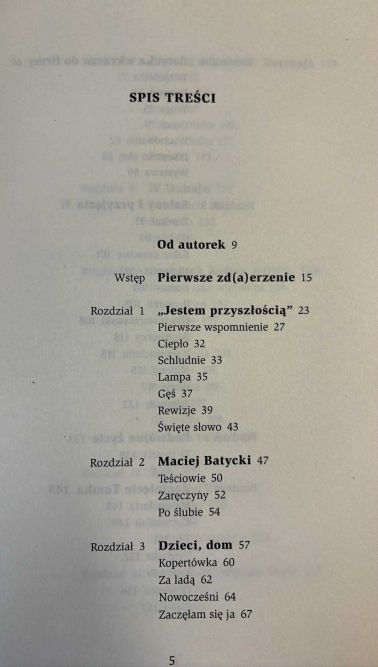 SPIS TREŚCI
Od autorek 9
Wstęp Pierwsze zd(a)erzenie 15
Rozdział 1 „Jestem przyszłością” 23
Pierwsze wspomnienie 27
Ciepło 32
Schludnie 33
Lampa 35
Gęś 37
Rewizje 39
Święte słowo 43
Rozdział 2 Maciej Batycki 47
Teściowie 50
Zaręczyny 52
Po ślubie 54
Rozdział 3 Dzieci, dom 57
Kopertówka 60
Za ladą 62
Nowocześni 64
Zaczęłam się ja 67
5